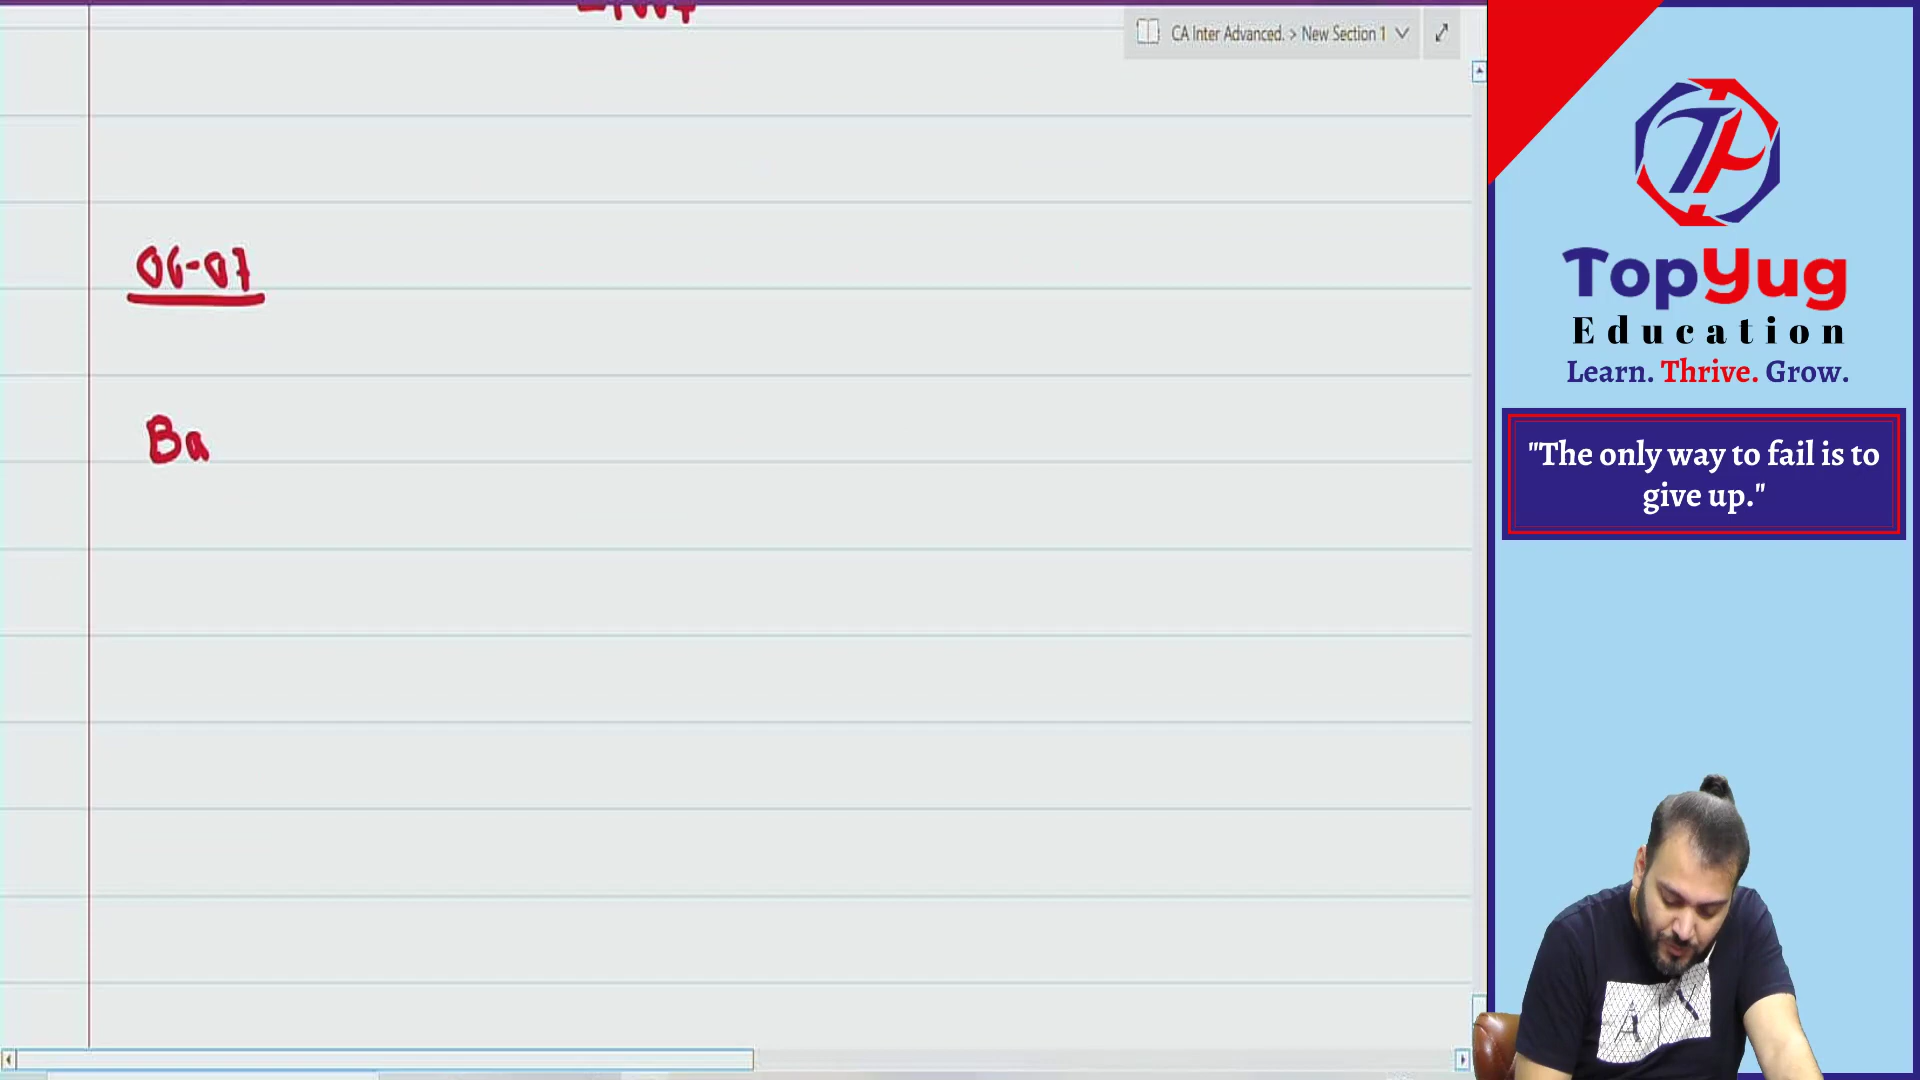 CA Inter Advanced. > New Section 1
06-07
Ba
TopYug
Education
Learn. Thrive. Grow.
"The only way to fail is to
give up."